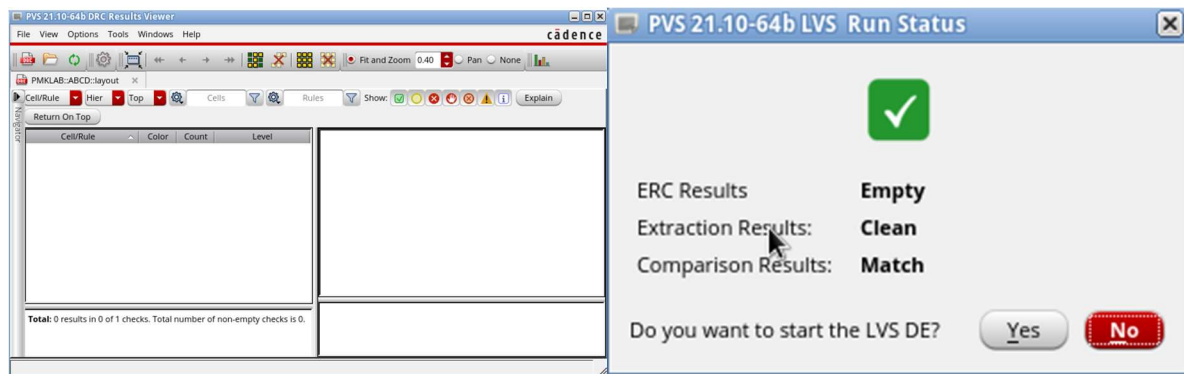 PVS 21.10-64b DRC Results Viewer
File View Options Tools Windows Help
cādence
Fit and Zoom 0.40 Pan None
PMKLAB::ABCD::layout
Cell/Rule Hier Top Cells Rules Show: Explain
Navigator
Return On Top
Cell/Rule Color Count Level
Total: 0 results in 0 of 1 checks. Total number of non-empty checks is 0.
PVS 21.10-64b LVS Run Status
ERC Results Empty
Extraction Results: Clean
Comparison Results: Match
Do you want to start the LVS DE? Yes No